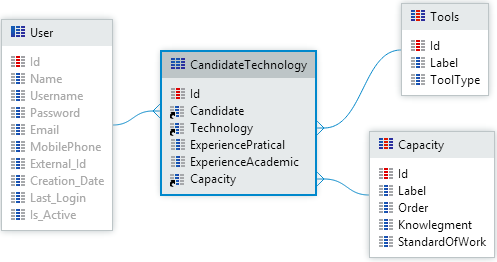 User
Id
Name
Username
Password
Email
MobilePhone
External_Id
Creation_Date
Last_Login
Is_Active
CandidateTechnology
Id
Candidate
Technology
ExperiencePratical
ExperienceAcademic
Capacity
Tools
Id
Label
ToolType
Capacity
Id
Label
Order
Knowlegment
StandardOfWork